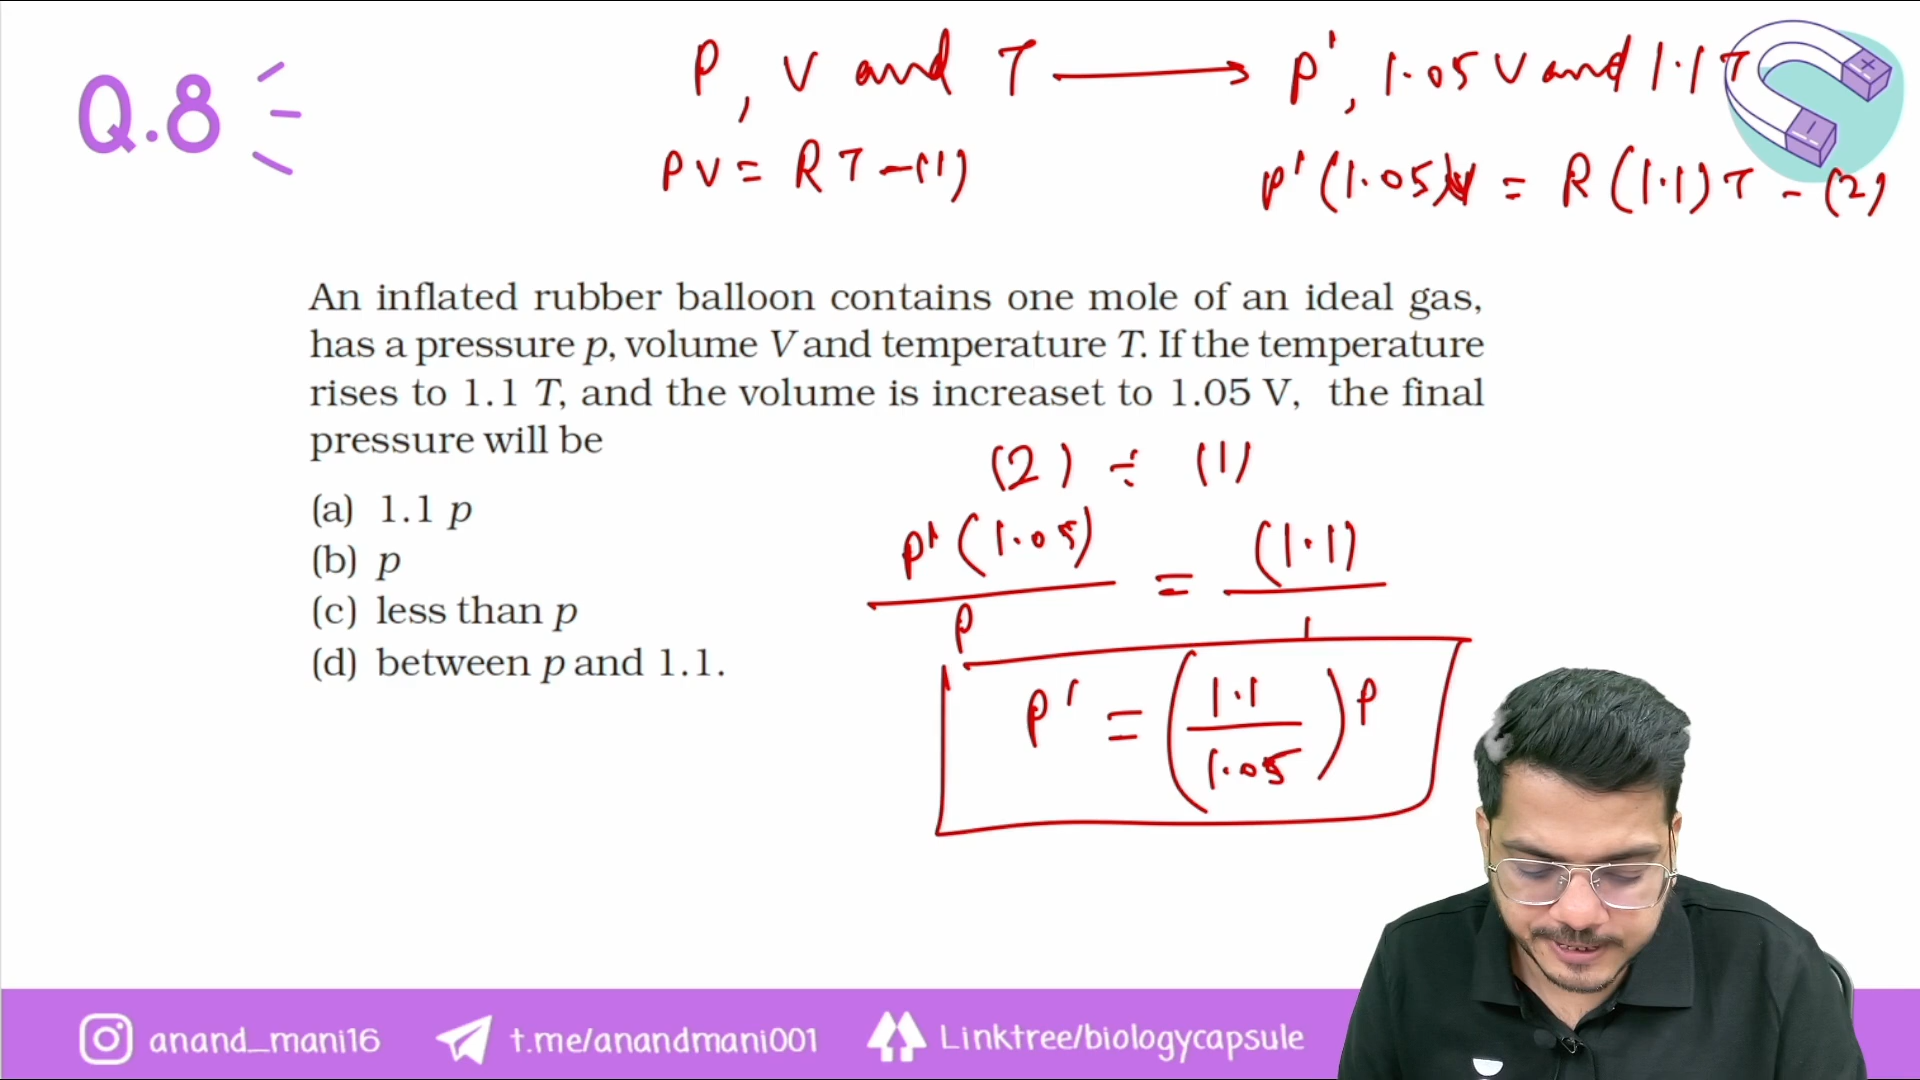 P, V and T → P', 1.05 V and 1.1 T
Q.8
PV = RT -(1)
P'(1.05)V = R(1.1)T - (2)
An inflated rubber balloon contains one mole of an ideal gas,
has a pressure p, volume V and temperature T. If the temperature
rises to 1.1 T, and the volume is increaset to 1.05 V, the final
pressure will be
(a) 1.1 p
(b) p
(c) less than p
(d) between p and 1.1.
(2) ÷ (1)
P'(1.05) / P = (1.1) / 1
P' = (1.1 / 1.05) P
anand_mani16
t.me/anandmani001
Linktree/biologycapsule